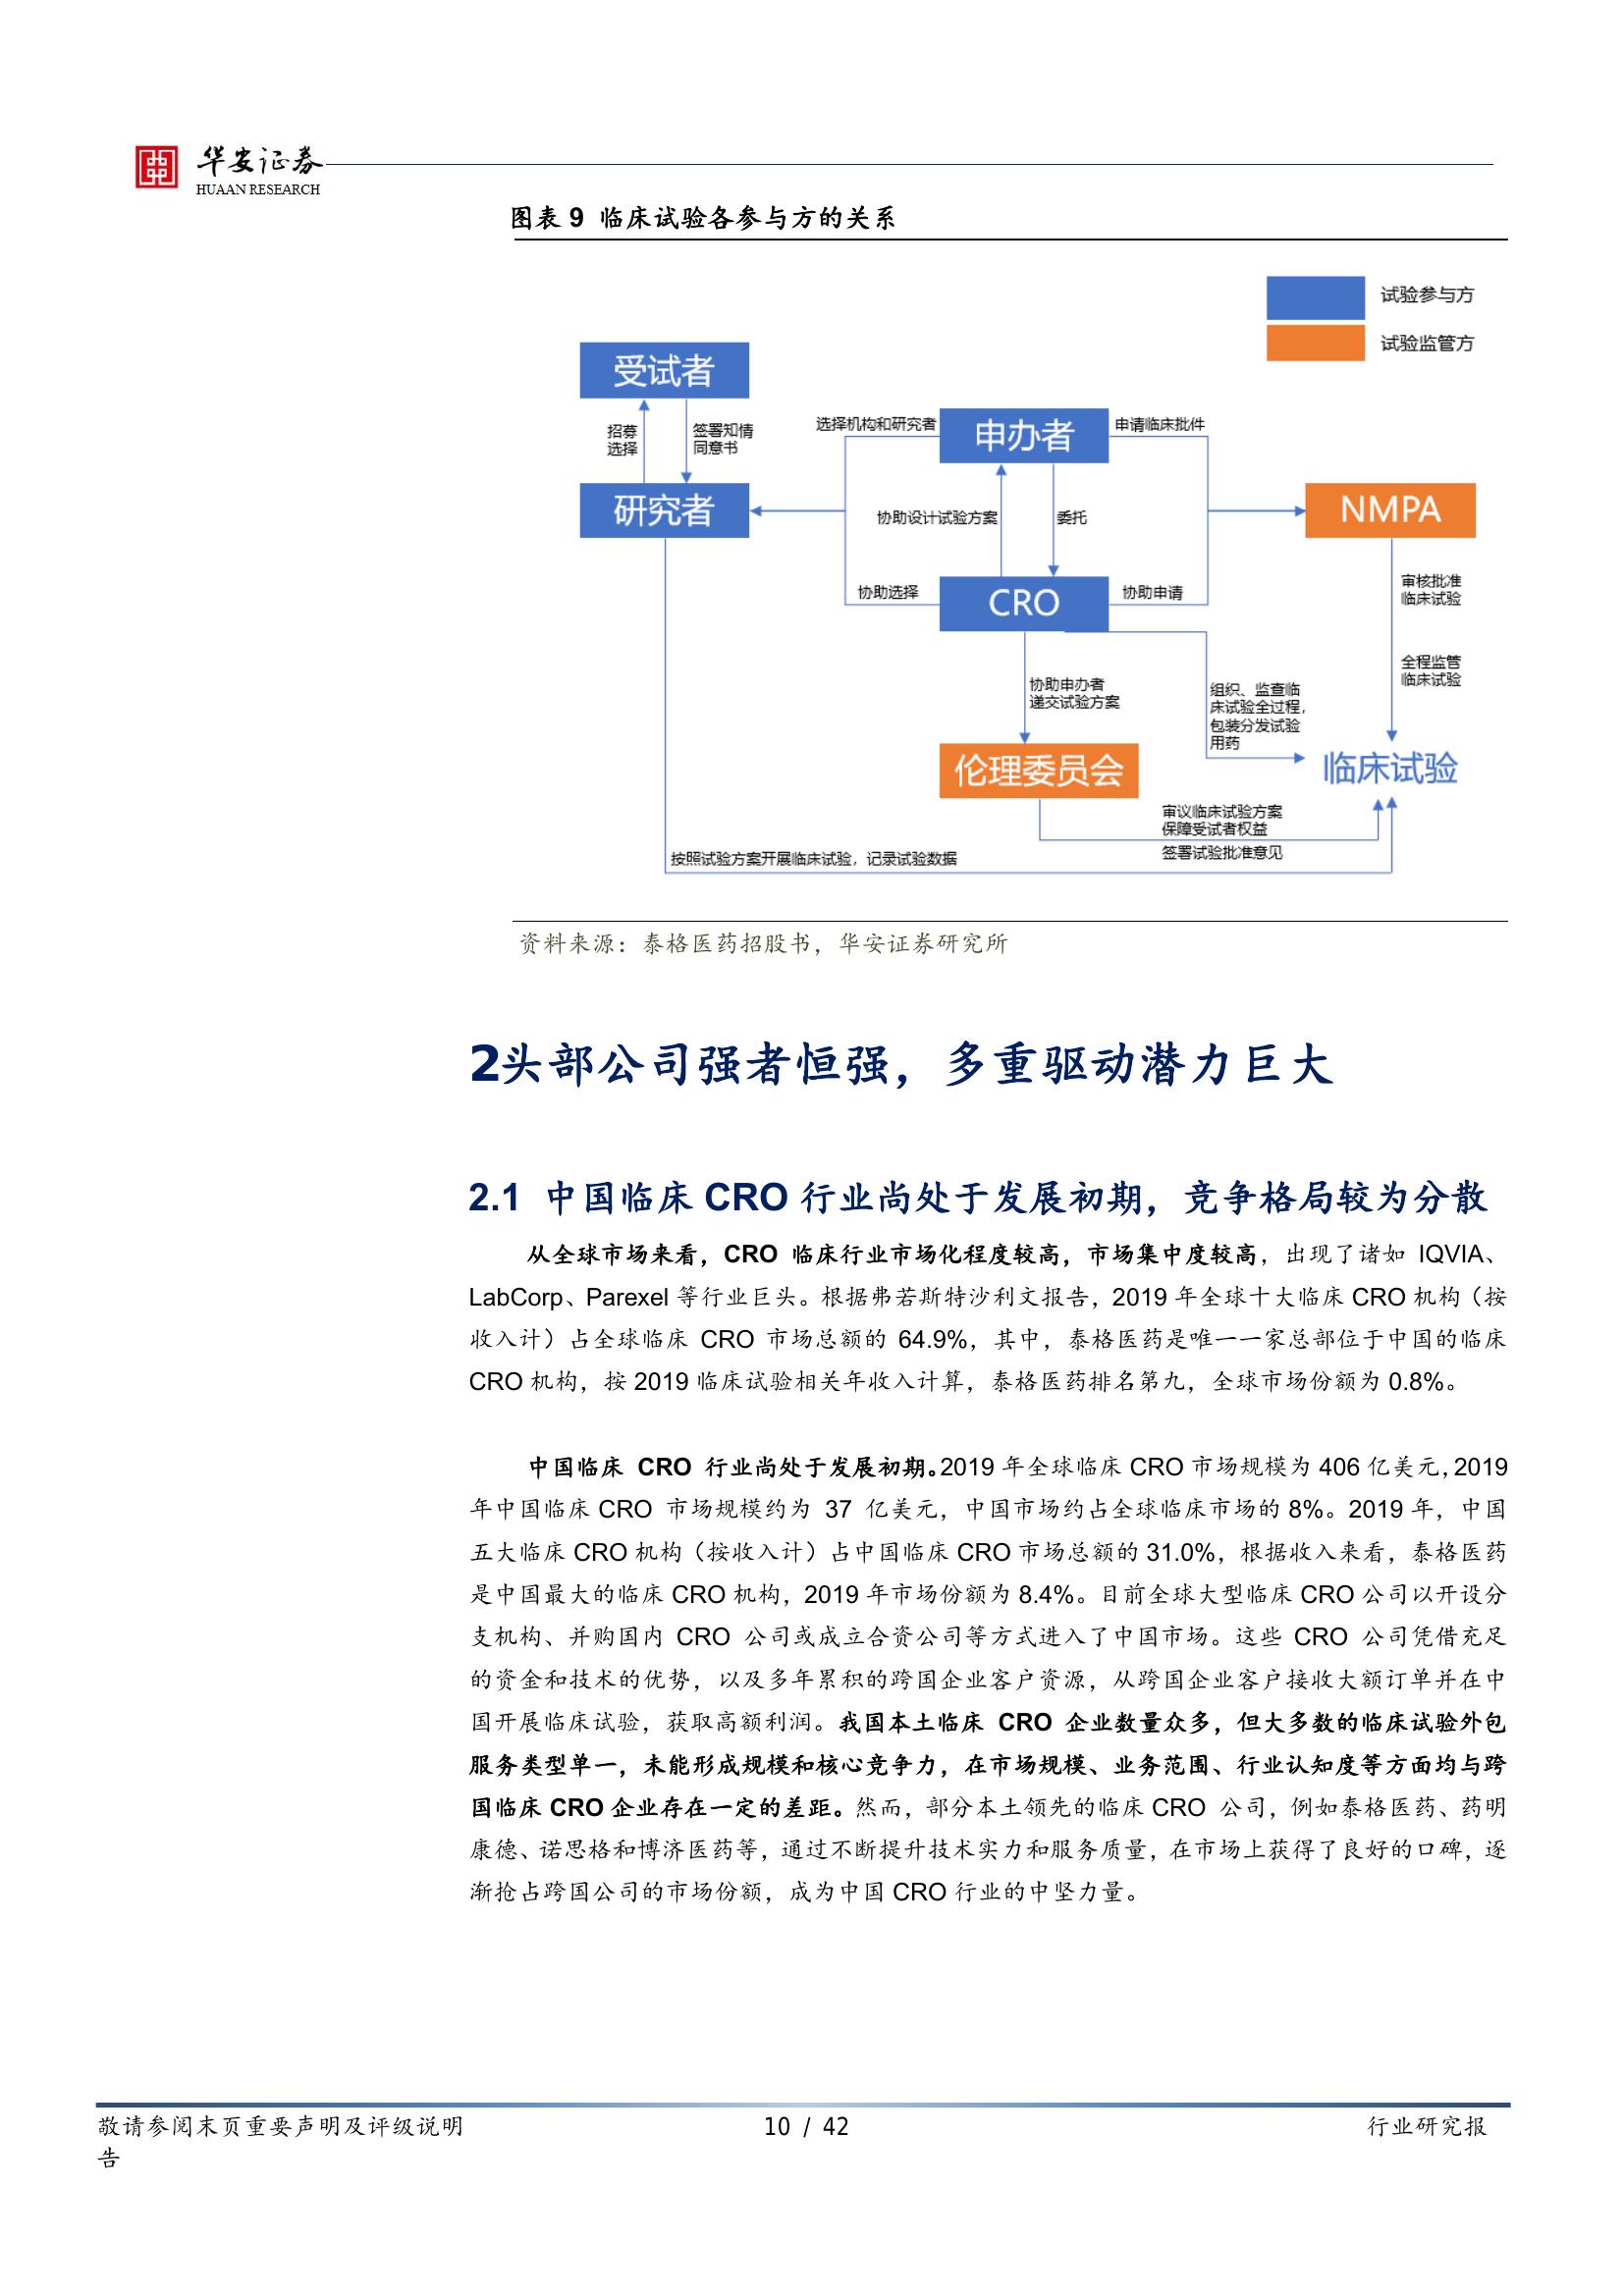 华安证券
HUAAN RESEARCH
图表 9 临床试验各参与方的关系
试验参与方
试验监管方
受试者
招募
选择
签署知情
同意书
研究者
选择机构和研究者
申办者
申请临床批件
协助设计试验方案
委托
NMPA
协助选择
CRO
协助申请
审核批准
临床试验
全程监管
临床试验
协助申办者
递交试验方案
组织、监查临
床试验全过程，
包装分发试验
用药
伦理委员会
临床试验
审议临床试验方案
保障受试者权益
签署试验批准意见
按照试验方案开展临床试验，记录试验数据
资料来源：泰格医药招股书，华安证券研究所
2头部公司强者恒强，多重驱动潜力巨大
2.1 中国临床 CRO 行业尚处于发展初期，竞争格局较为分散
从全球市场来看，CRO 临床行业市场化程度较高，市场集中度较高，出现了诸如 IQVIA、
LabCorp、Parexel 等行业巨头。根据弗若斯特沙利文报告，2019 年全球十大临床 CRO 机构（按
收入计）占全球临床 CRO 市场总额的 64.9%，其中，泰格医药是唯一一家总部位于中国的临床
CRO 机构，按 2019 临床试验相关年收入计算，泰格医药排名第九，全球市场份额为 0.8%。
中国临床 CRO 行业尚处于发展初期。2019 年全球临床 CRO 市场规模为 406 亿美元，2019
年中国临床 CRO 市场规模约为 37 亿美元，中国市场约占全球临床市场的 8%。2019 年，中国
五大临床 CRO 机构（按收入计）占中国临床 CRO 市场总额的 31.0%，根据收入来看，泰格医药
是中国最大的临床 CRO 机构，2019 年市场份额为 8.4%。目前全球大型临床 CRO 公司以开设分
支机构、并购国内 CRO 公司或成立合资公司等方式进入了中国市场。这些 CRO 公司凭借充足
的资金和技术的优势，以及多年累积的跨国企业客户资源，从跨国企业客户接收大额订单并在中
国开展临床试验，获取高额利润。我国本土临床 CRO 企业数量众多，但大多数的临床试验外包
服务类型单一，未能形成规模和核心竞争力，在市场规模、业务范围、行业认知度等方面均与跨
国临床 CRO 企业存在一定的差距。然而，部分本土领先的临床 CRO 公司，例如泰格医药、药明
康德、诺思格和博济医药等，通过不断提升技术实力和服务质量，在市场上获得了良好的口碑，逐
渐抢占跨国公司的市场份额，成为中国 CRO 行业的中坚力量。
敬请参阅末页重要声明及评级说明 10 / 42 行业研究报
告